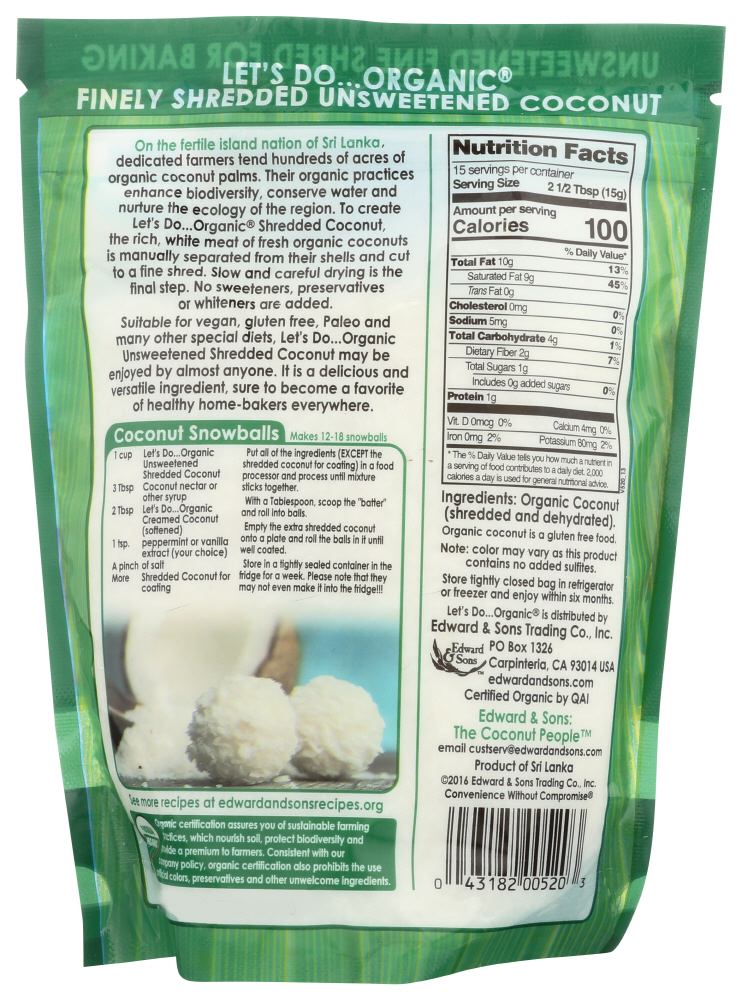 UNSWEETENED FINE SHRED FOR BAKING
LET'S DO...ORGANIC®
FINELY SHREDDED UNSWEETENED COCONUT
On the fertile island nation of Sri Lanka,
dedicated farmers tend hundreds of acres of
organic coconut palms. Their organic practices
enhance biodiversity, conserve water and
nurture the ecology of the region. To create
Let's Do...Organic® Shredded Coconut,
the rich, white meat of fresh organic coconuts
is manually separated from their shells and cut
to a fine shred. Slow and careful drying is the
final step. No sweeteners, preservatives
or whiteners are added.
Suitable for vegan, gluten free, Paleo and
many other special diets, Let's Do...Organic
Unsweetened Shredded Coconut may be
enjoyed by almost anyone. It is a delicious and
versatile ingredient, sure to become a favorite
of healthy home-bakers everywhere.
Coconut Snowballs Makes 12-18 snowballs
1 cup Let's Do...Organic
Unsweetened
Shredded Coconut
3 Tbsp Coconut nectar or
other syrup
2 Tbsp Let's Do...Organic
Creamed Coconut
(softened)
1 tsp. peppermint or vanilla
extract (your choice)
A pinch of salt
More Shredded Coconut for
coating
Put all of the ingredients (EXCEPT the
shredded coconut for coating) in a food
processor and process until mixture
sticks together.
With a Tablespoon, scoop the "batter"
and roll into balls.
Empty the extra shredded coconut
onto a plate and roll the balls in it until
well coated.
Store in a tightly sealed container in the
fridge for a week. Please note that they
may not even make it into the fridge!!!
See more recipes at edwardandsonsrecipes.org
Organic certification assures you of sustainable farming
which nourish soil, protect biodiversity and
a premium to farmers. Consistent with our
policy, organic certification also prohibits the use
colors, preservatives and other unwelcome ingredients.
Nutrition Facts
15 servings per container
Serving Size 2 1/2 Tbsp (15g)
Amount per serving
Calories 100
% Daily Value*
Total Fat 10g 13%
Saturated Fat 9g 45%
Trans Fat 0g
Cholesterol 0mg 0%
Sodium 5mg 0%
Total Carbohydrate 4g 1%
Dietary Fiber 2g 7%
Total Sugars 1g
Includes 0g added sugars 0%
Protein 1g
Vit. D 0mcg 0% Calcium 4mg 0%
Iron 0mg 2% Potassium 80mg 2%
* The % Daily Value tells you how much a nutrient in
a serving of food contributes to a daily diet. 2,000
calories a day is used for general nutritional advice.
V520_13
Ingredients: Organic Coconut
(shredded and dehydrated).
Organic coconut is a gluten free food.
Note: color may vary as this product
contains no added sulfites.
Store tightly closed bag in refrigerator
or freezer and enjoy within six months.
Let's Do...Organic® is distributed by
Edward & Sons Trading Co., Inc.
Edward & Sons™
PO Box 1326
Carpinteria, CA 93014 USA
edwardandsons.com
Certified Organic by QAI
Edward & Sons:
The Coconut People™
email custserv@edwardandsons.com
Product of Sri Lanka
©2016 Edward & Sons Trading Co., Inc.
Convenience Without Compromise®
0 43182 00520 3